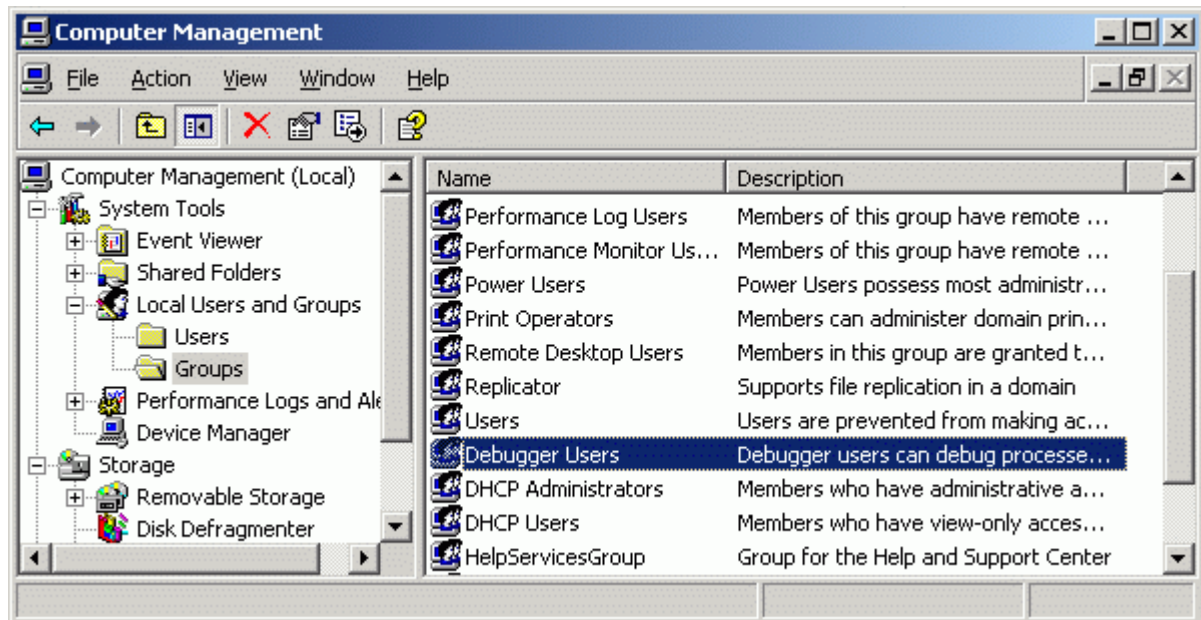 Computer Management
File Action View Window Help
Computer Management (Local)
System Tools
Event Viewer
Shared Folders
Local Users and Groups
Users
Groups
Performance Logs and Ale
Device Manager
Storage
Removable Storage
Disk Defragmenter
Name Description
Performance Log Users Members of this group have remote ...
Performance Monitor Us... Members of this group have remote ...
Power Users Power Users possess most administr...
Print Operators Members can administer domain prin...
Remote Desktop Users Members in this group are granted t...
Replicator Supports file replication in a domain
Users Users are prevented from making ac...
Debugger Users Debugger users can debug processe...
DHCP Administrators Members who have administrative a...
DHCP Users Members who have view-only acces...
HelpServicesGroup Group for the Help and Support Center